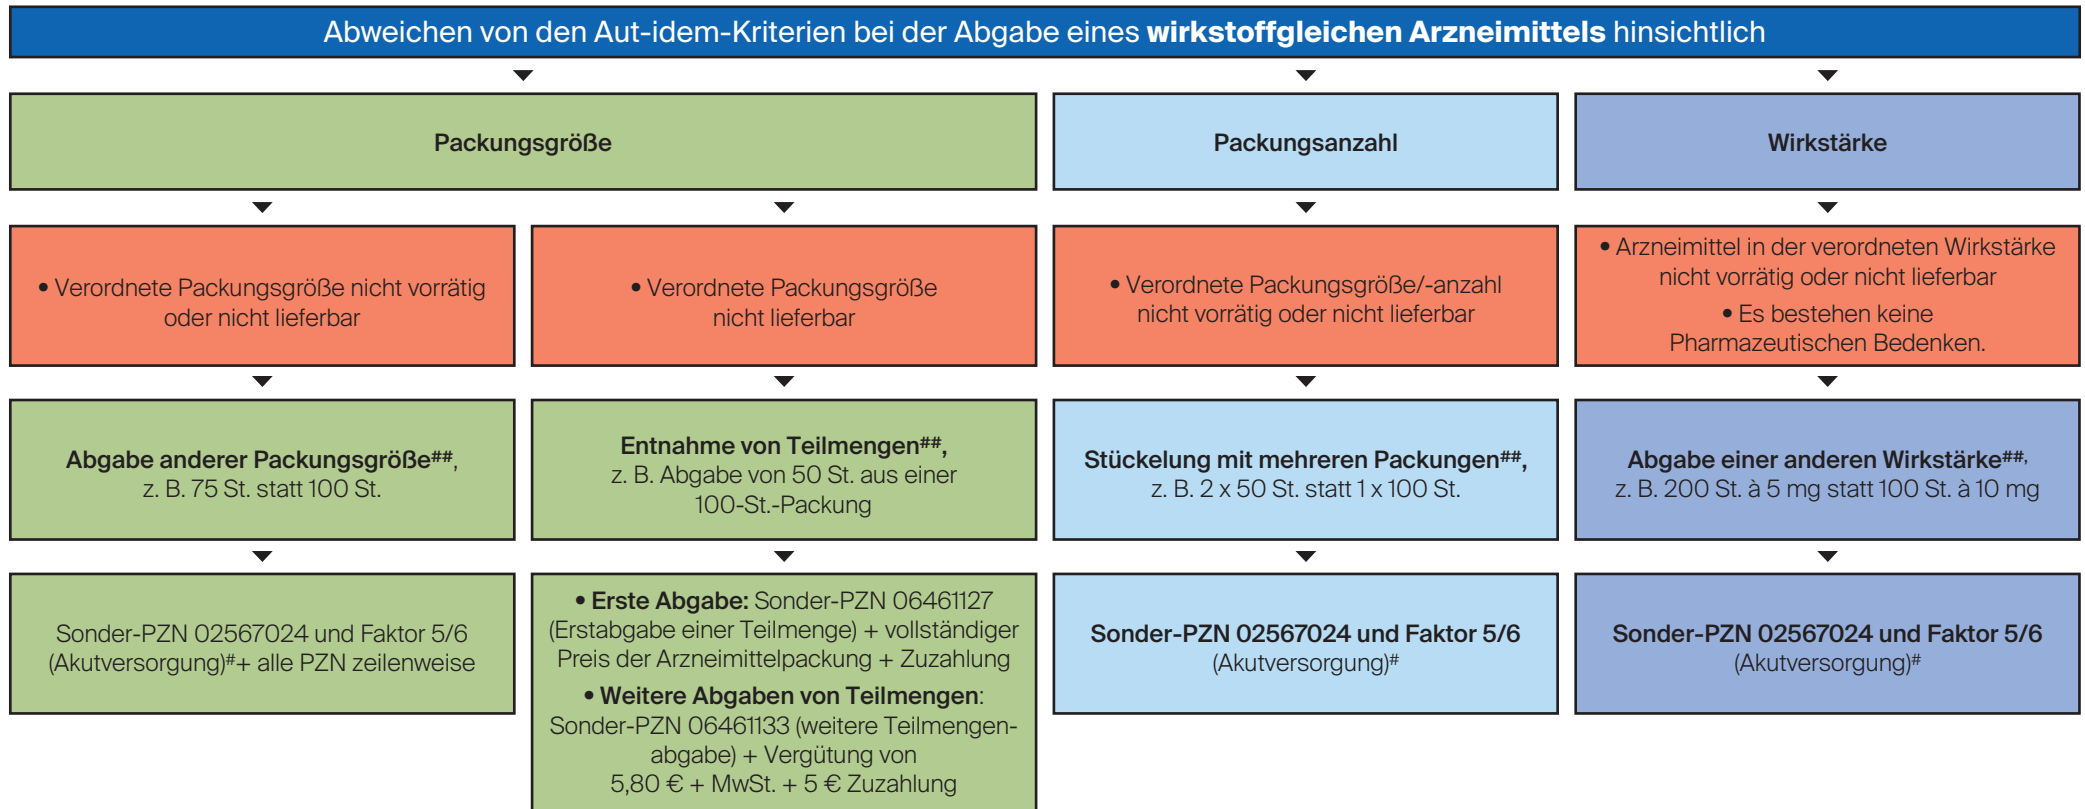 Abweichen von den Aut-idem-Kriterien bei der Abgabe eines wirkstoffgleichen Arzneimittels hinsichtlich
Packungsgröße
Packungsanzahl
Wirkstärke
• Verordnete Packungsgröße nicht vorrätig
oder nicht lieferbar
• Verordnete Packungsgröße
nicht lieferbar
• Verordnete Packungsgröße/-anzahl
nicht vorrätig oder nicht lieferbar
• Arzneimittel in der verordneten Wirkstärke
nicht vorrätig oder nicht lieferbar
• Es bestehen keine
Pharmazeutischen Bedenken.
Abgabe anderer Packungsgröße##,
z. B. 75 St. statt 100 St.
Entnahme von Teilmengen##,
z. B. Abgabe von 50 St. aus einer
100-St.-Packung
Stückelung mit mehreren Packungen##,
z. B. 2 x 50 St. statt 1 x 100 St.
Abgabe einer anderen Wirkstärke##,
z. B. 200 St. à 5 mg statt 100 St. à 10 mg
Sonder-PZN 02567024 und Faktor 5/6
(Akutversorgung)#+ alle PZN zeilenweise
• Erste Abgabe: Sonder-PZN 06461127
(Erstabgabe einer Teilmenge) + vollständiger
Preis der Arzneimittelpackung + Zuzahlung
• Weitere Abgaben von Teilmengen:
Sonder-PZN 06461133 (weitere Teilmengen-
abgabe) + Vergütung von
5,80 € + MwSt. + 5 € Zuzahlung
Sonder-PZN 02567024 und Faktor 5/6
(Akutversorgung)#
Sonder-PZN 02567024 und Faktor 5/6
(Akutversorgung)#